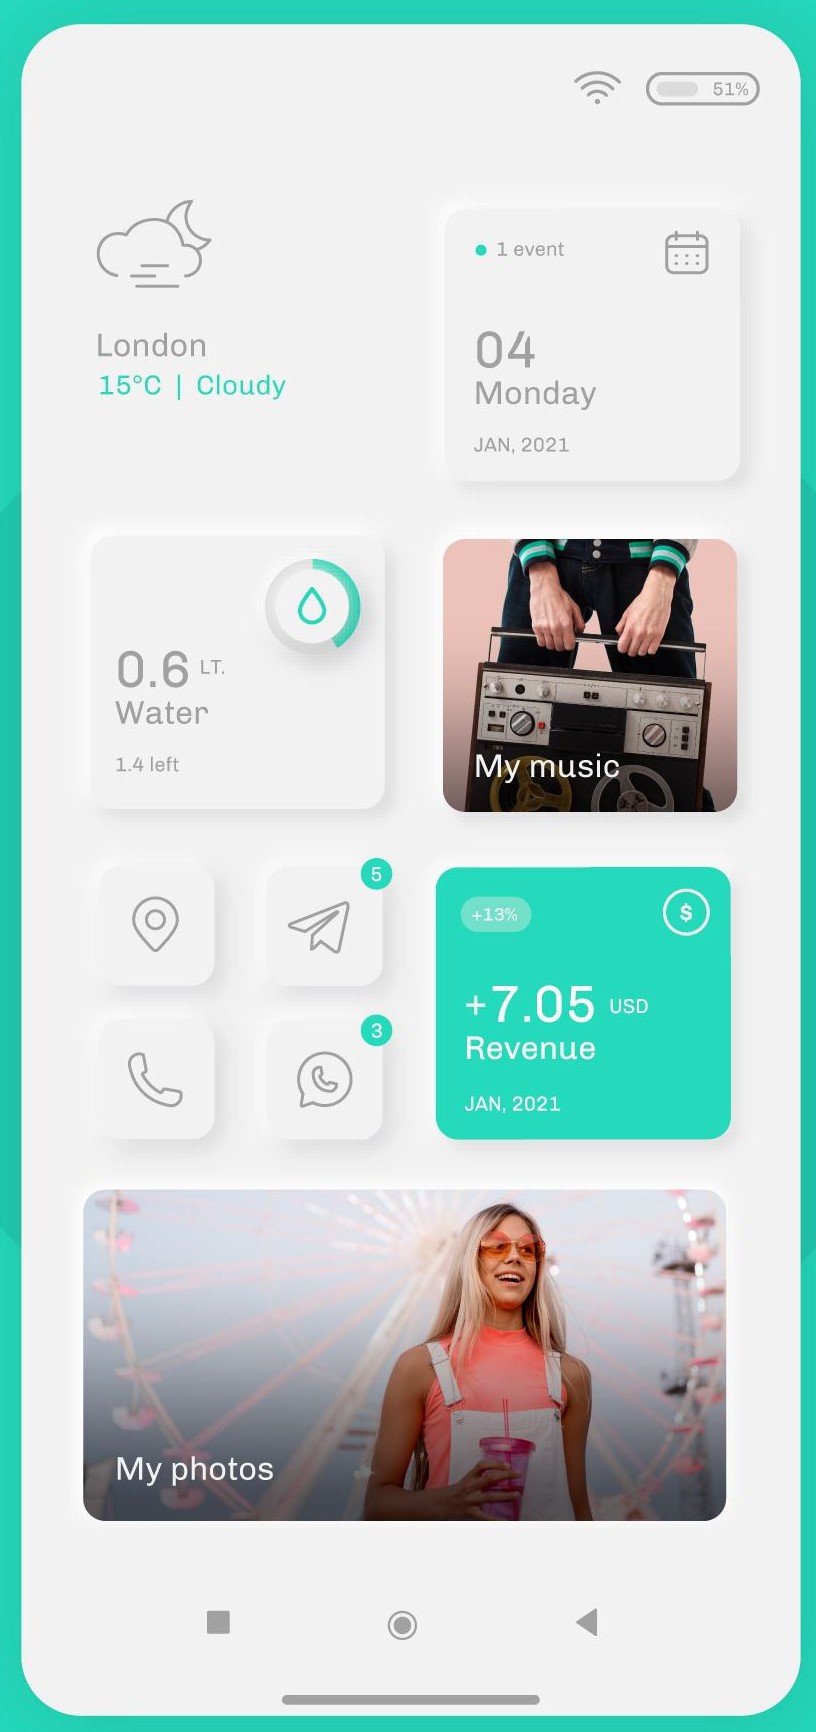 51%
1 event
London
15°C | Cloudy
04
Monday
JAN, 2021
0.6 LT.
Water
1.4 left
My music
5
+13%
$
+7.05 USD
Revenue
JAN, 2021
3
My photos